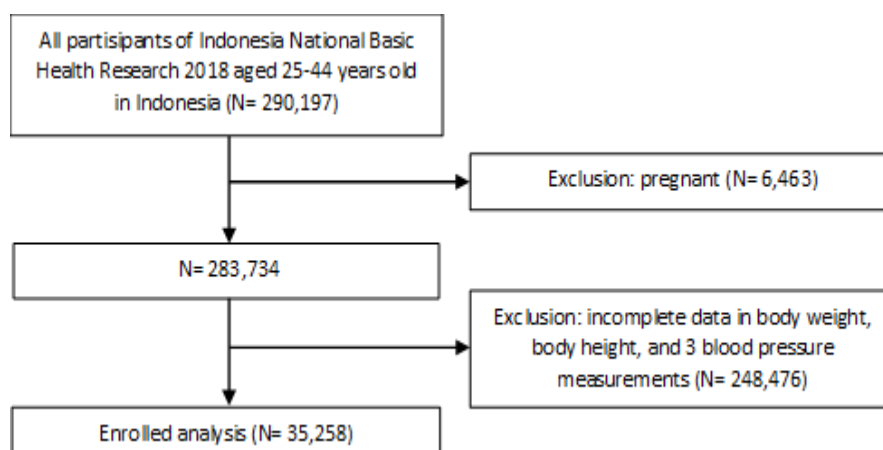 All partisipants of Indonesia National Basic
Health Research 2018 aged 25-44 years old
in Indonesia (N= 290,197)
Exclusion: pregnant (N= 6,463)
N= 283,734
Exclusion: incomplete data in body weight,
body height, and 3 blood pressure
measurements (N= 248,476)
Enrolled analysis (N= 35,258)